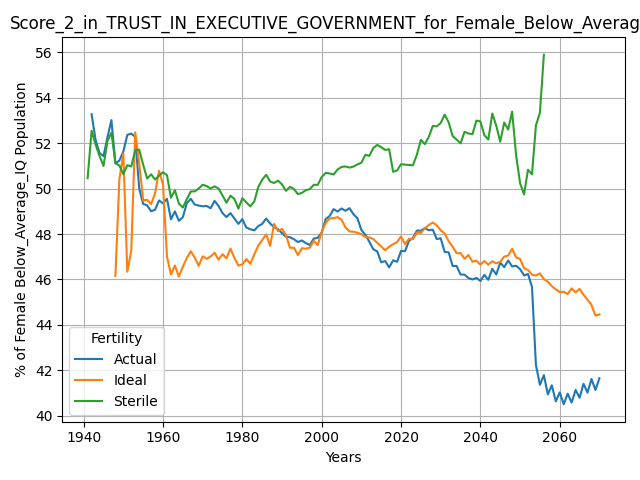 Score_2_in_TRUST_IN_EXECUTIVE_GOVERNMENT_for_Female_Below_Averag
% of Female Below_Average_IQ Population
56
54
52
50
48
46
44
42
40
Fertility
Actual
Ideal
Sterile
1940 1960 1980 2000 2020 2040 2060
Years